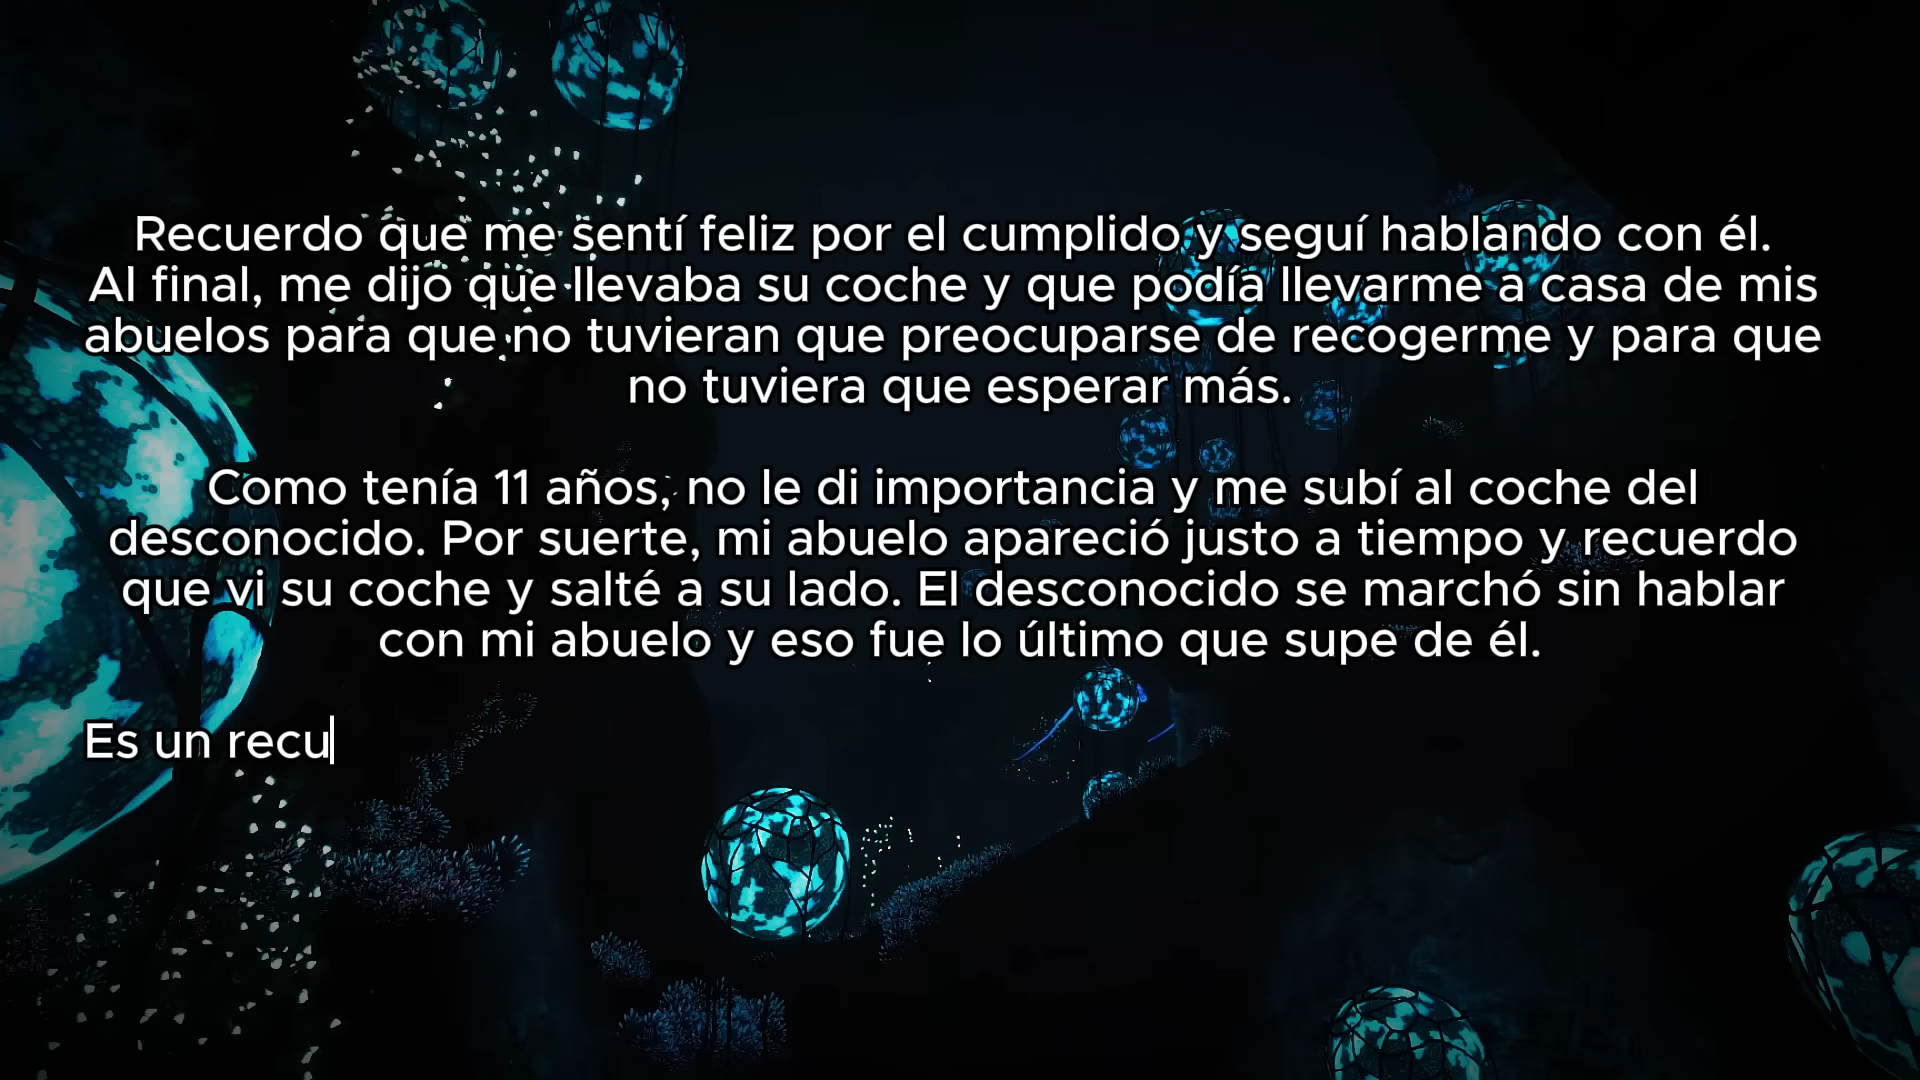 Recuerdo que me sentí feliz por el cumplido y seguí hablando con él.
Al final, me dijo que llevaba su coche y que podía llevarme a casa de mis
abuelos para que no tuvieran que preocuparse de recogerme y para que
no tuviera que esperar más.
Como tenía 11 años, no le di importancia y me subí al coche del
desconocido. Por suerte, mi abuelo apareció justo a tiempo y recuerdo
que vi su coche y salté a su lado. El desconocido se marchó sin hablar
con mi abuelo y eso fue lo último que supe de él.
Es un recu